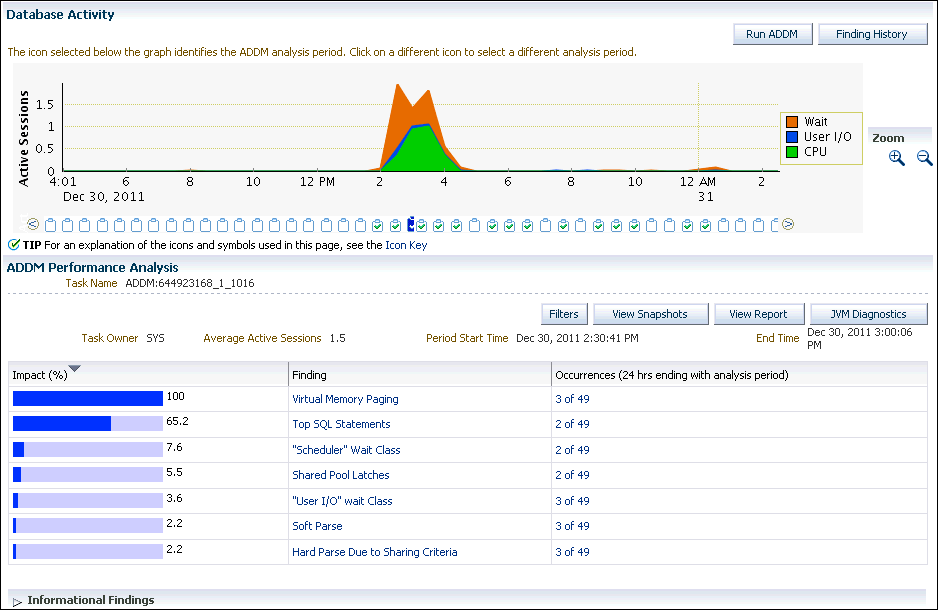 Database Activity
Run ADDM Finding History
The icon selected below the graph identifies the ADDM analysis period. Click on a different icon to select a different analysis period.
Active Sessions
1.5
1
0.5
0
4:01 6 8 10 12 PM 2 4 6 8 10 12 AM 2
Dec 30, 2011 31
Wait
User I/O
CPU
Zoom
TIP For an explanation of the icons and symbols used in this page, see the Icon Key
ADDM Performance Analysis
Task Name ADDM:644923168_1_1016
Filters View Snapshots View Report JVM Diagnostics
Task Owner SYS Average Active Sessions 1.5 Period Start Time Dec 30, 2011 2:30:41 PM End Time Dec 30, 2011 3:00:06
PM
Impact (%) Finding Occurrences (24 hrs ending with analysis period)
100 Virtual Memory Paging 3 of 49
65.2 Top SQL Statements 2 of 49
7.6 "Scheduler" Wait Class 2 of 49
5.5 Shared Pool Latches 2 of 49
3.6 "User I/O" wait Class 3 of 49
2.2 Soft Parse 3 of 49
2.2 Hard Parse Due to Sharing Criteria 3 of 49
Informational Findings